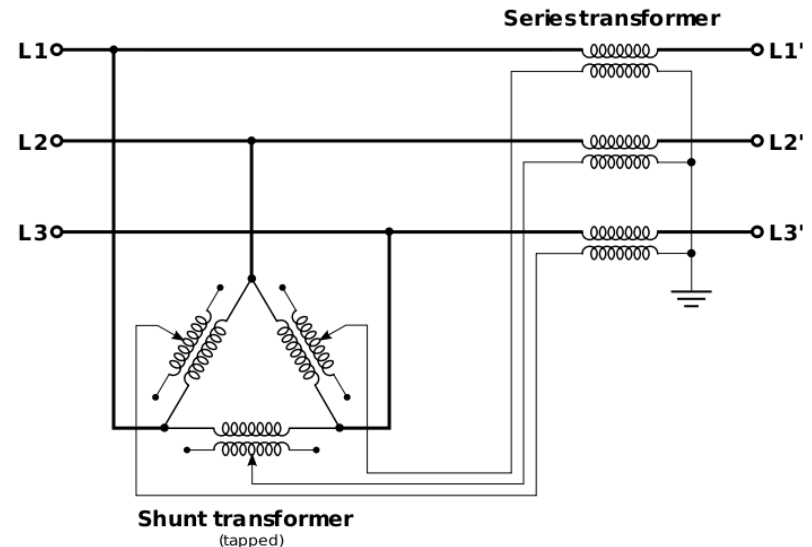 Series transformer
L1
L1'
L2
L2'
L3
L3'
Shunt transformer
(tapped)